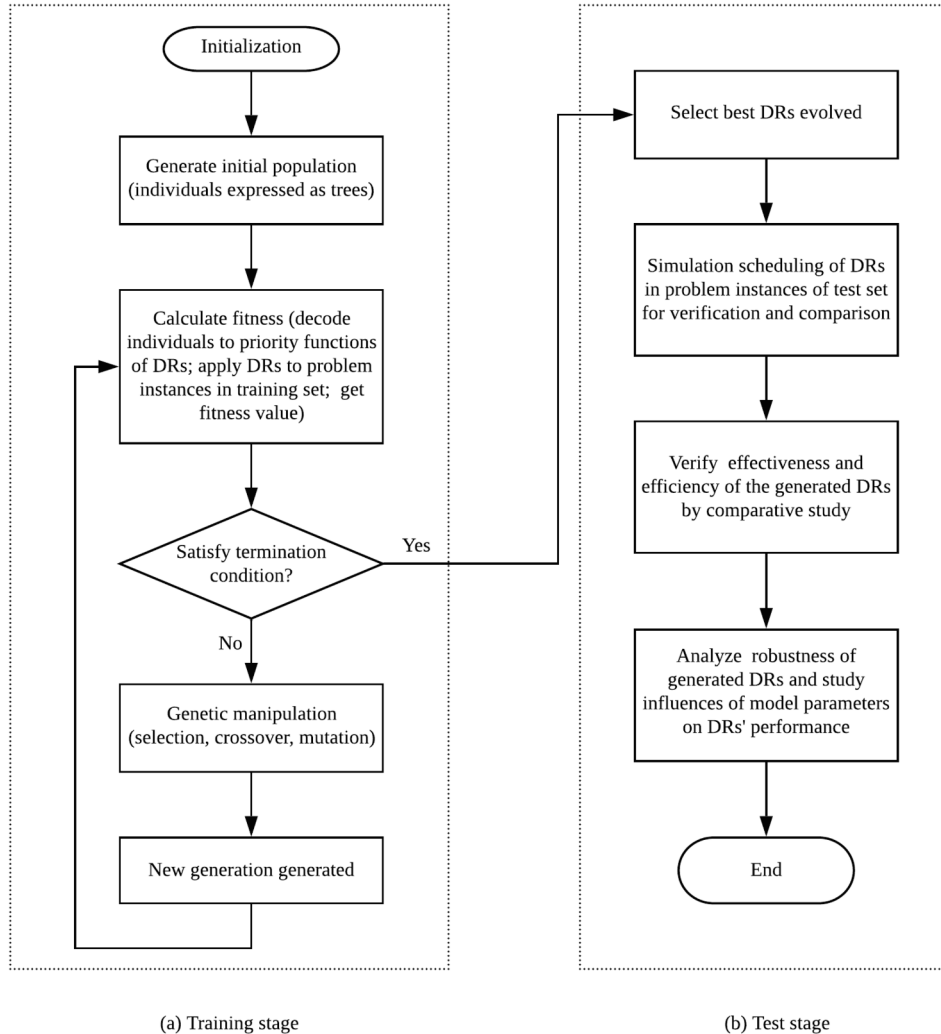 Initialization
Generate initial population
(individuals expressed as trees)
Calculate fitness (decode
individuals to priority functions
of DRs; apply DRs to problem
instances in training set;  get
fitness value)
Satisfy termination
condition?
Yes
No
Genetic manipulation
(selection, crossover, mutation)
New generation generated
(a) Training stage
Select best DRs evolved
Simulation scheduling of DRs
in problem instances of test set
for verification and comparison
Verify  effectiveness and
efficiency of the generated DRs
by comparative study
Analyze  robustness of
generated DRs and study
influences of model parameters
on DRs' performance
End
(b) Test stage